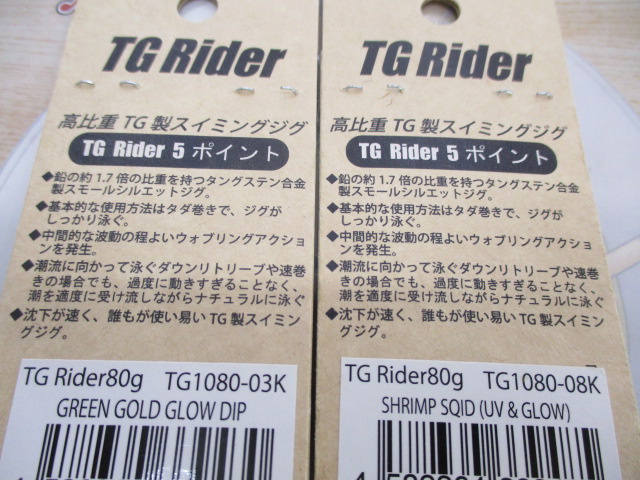 TG Rider
高比重 TG 製スイミングジグ
TG Rider 5 ポイント
◆鉛の約 1.7 倍の比重を持つタングステン合金
製スモールシルエットジグ。
◆基本的な使用方法はタダ巻きで、ジグが
しっかり泳ぐ。
◆中間的な波動の程よいウォブリングアクショ
ンを発生。
◆潮流に向かって泳ぐダウンリトリーブや速巻
きの場合でも、過度に動きすぎることなく、
潮を適度に受け流しながらナチュラルに泳ぐ
◆沈下が速く、誰もが使い易い TG 製スイミン
グジグ。
TG Rider80g TG1080-03K
GREEN GOLD GLOW DIP
TG Rider
高比重 TG 製スイミングジグ
TG Rider 5 ポイント
◆鉛の約 1.7 倍の比重を持つタングステン合金
製スモールシルエットジグ。
◆基本的な使用方法はタダ巻きで、ジグが
しっかり泳ぐ。
◆中間的な波動の程よいウォブリングアクショ
ンを発生。
◆潮流に向かって泳ぐダウンリトリーブや速巻
きの場合でも、過度に動きすぎることなく、
潮を適度に受け流しながらナチュラルに泳ぐ
◆沈下が速く、誰もが使い易い TG 製スイミン
グジグ。
TG Rider80g TG1080-08K
SHRIMP SQID (UV & GLOW)